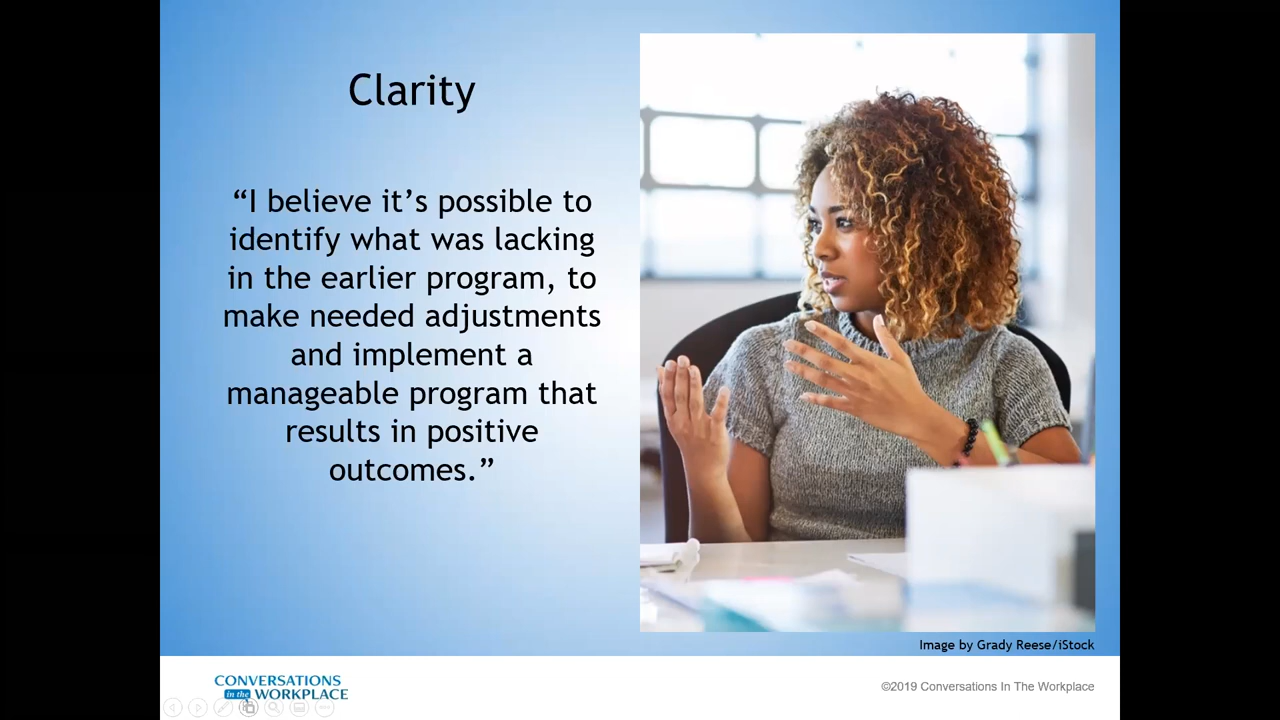 Clarity
“I believe it’s possible to
identify what was lacking
in the earlier program, to
make needed adjustments
and implement a
manageable program that
results in positive
outcomes.”
Image by Grady Reese/iStock
CONVERSATIONS
in the WORKPLACE
©2019 Conversations In The Workplace